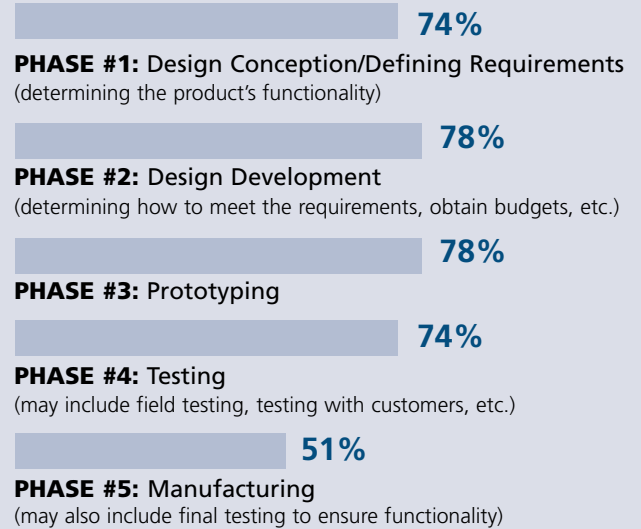 74%
PHASE #1: Design Conception/Defining Requirements
(determining the product’s functionality)
78%
PHASE #2: Design Development
(determining how to meet the requirements, obtain budgets, etc.)
78%
PHASE #3: Prototyping
74%
PHASE #4: Testing
(may include field testing, testing with customers, etc.)
51%
PHASE #5: Manufacturing
(may also include final testing to ensure functionality)